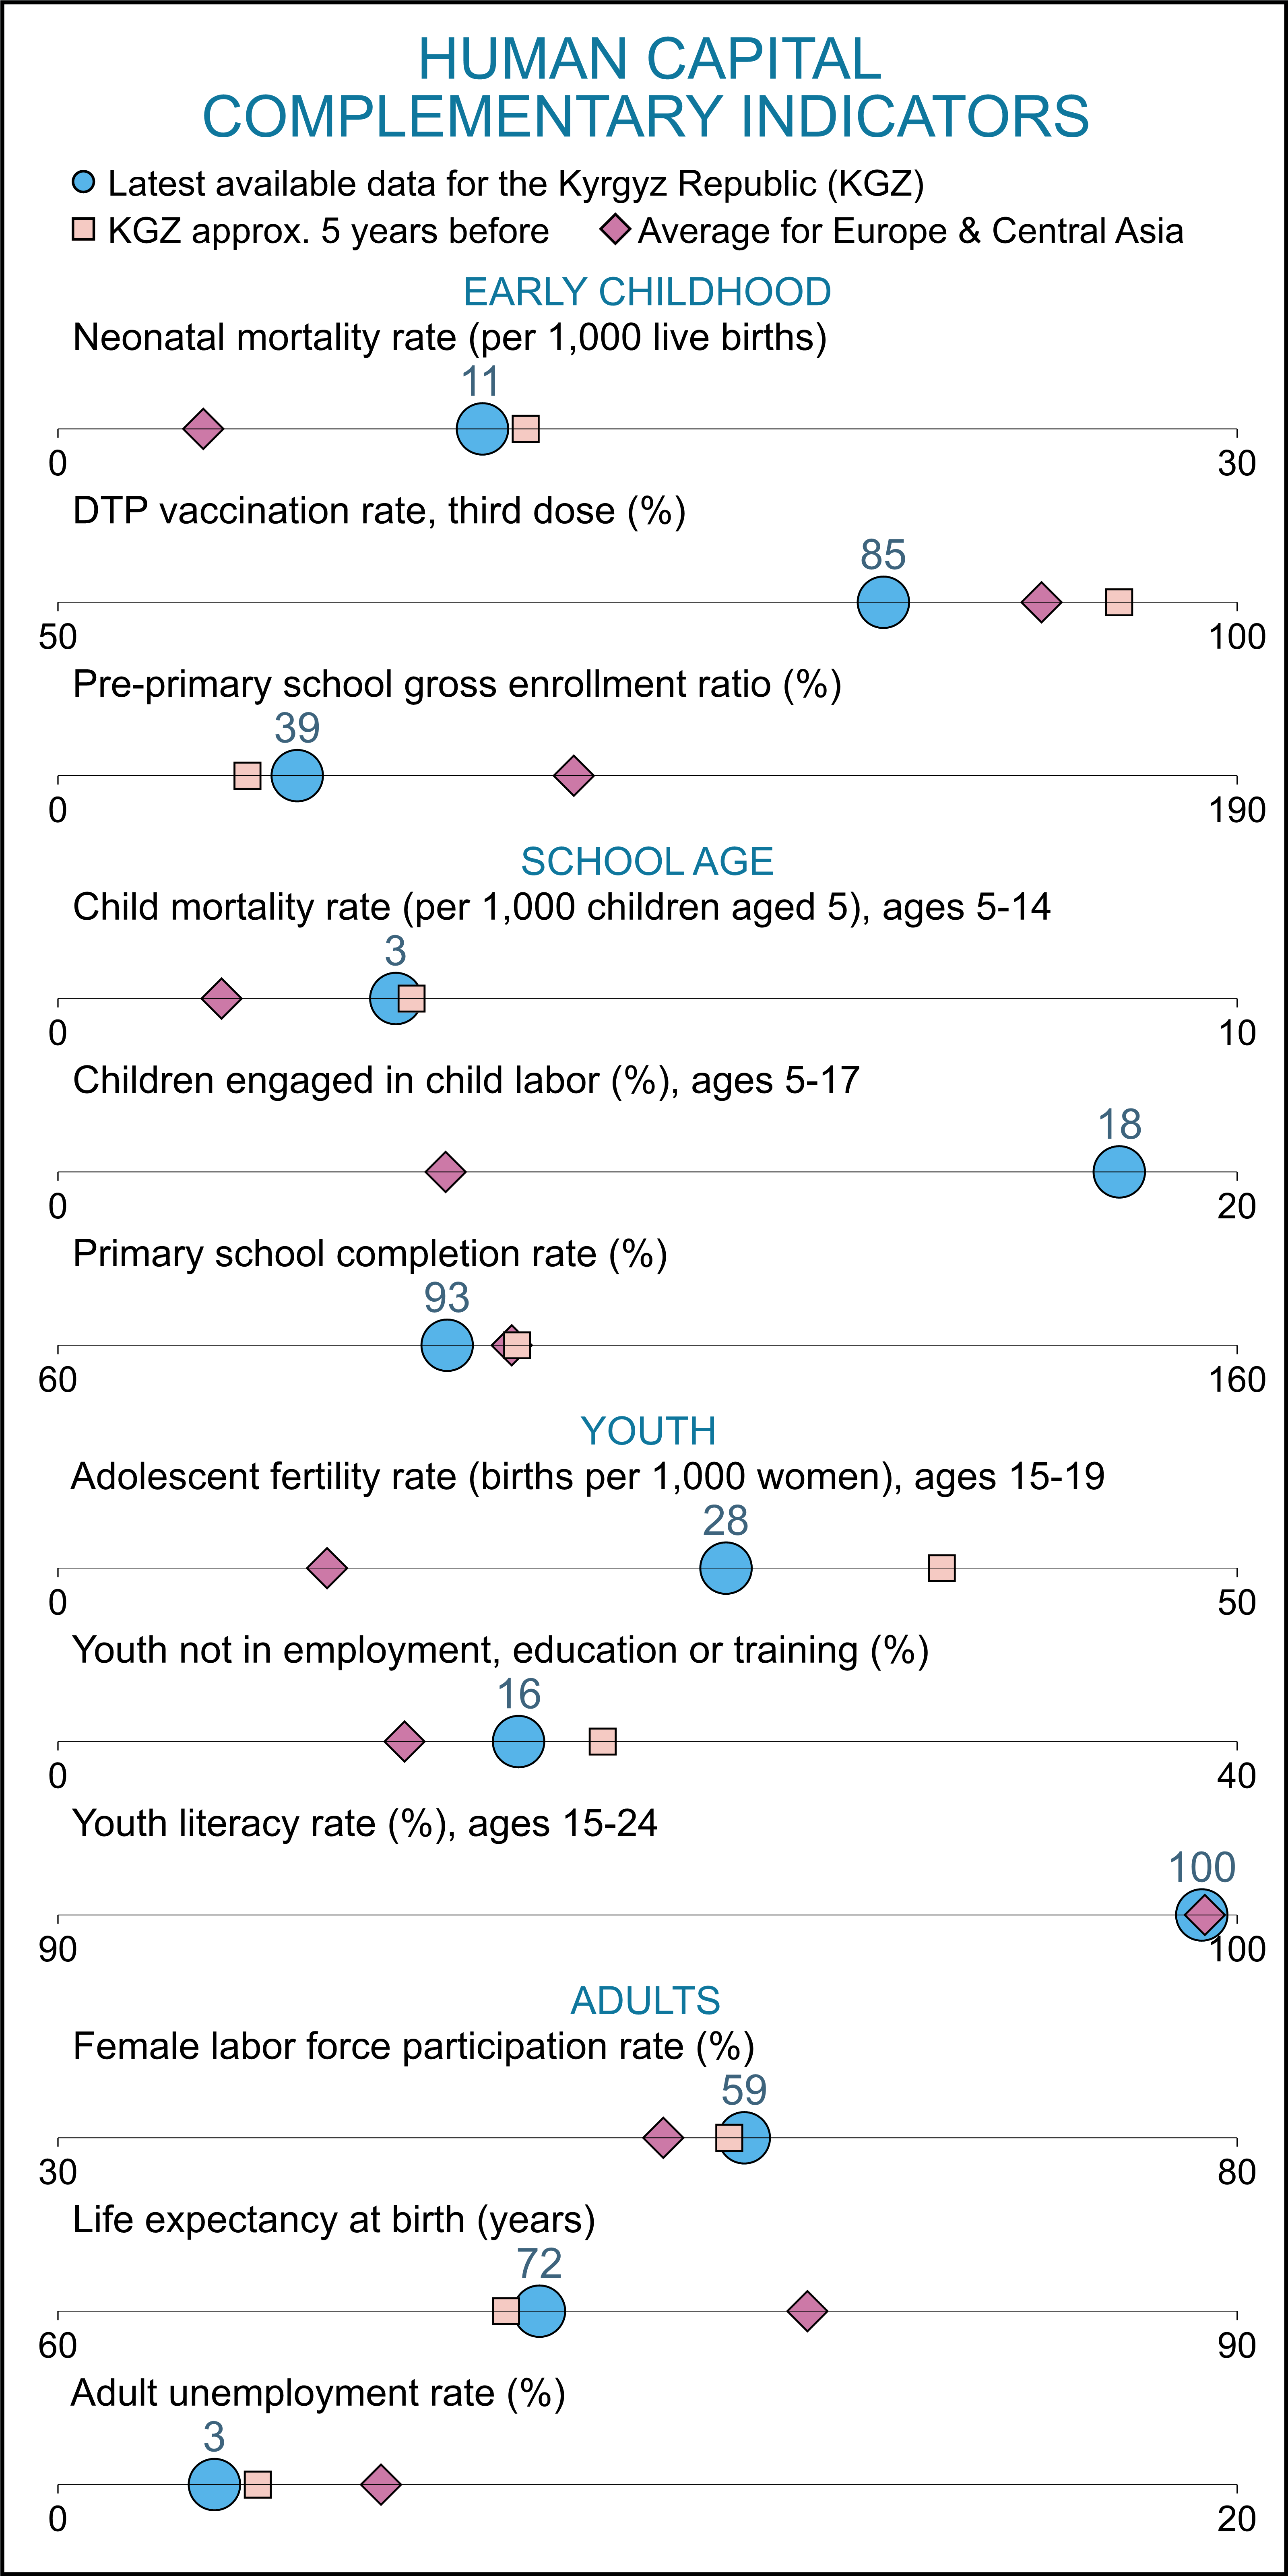 HUMAN CAPITAL
COMPLEMENTARY INDICATORS
Latest available data for the Kyrgyz Republic (KGZ)
KGZ approx. 5 years before Average for Europe & Central Asia
EARLY CHILDHOOD
Neonatal mortality rate (per 1,000 live births)
11
0 30
DTP vaccination rate, third dose (%)
85
50 100
Pre-primary school gross enrollment ratio (%)
39
0 190
SCHOOL AGE
Child mortality rate (per 1,000 children aged 5), ages 5-14
3
0 10
Children engaged in child labor (%), ages 5-17
18
0 20
Primary school completion rate (%)
93
60 160
YOUTH
Adolescent fertility rate (births per 1,000 women), ages 15-19
28
0 50
Youth not in employment, education or training (%)
16
0 40
Youth literacy rate (%), ages 15-24
100
90 100
ADULTS
Female labor force participation rate (%)
59
30 80
Life expectancy at birth (years)
72
60 90
Adult unemployment rate (%)
3
0 20